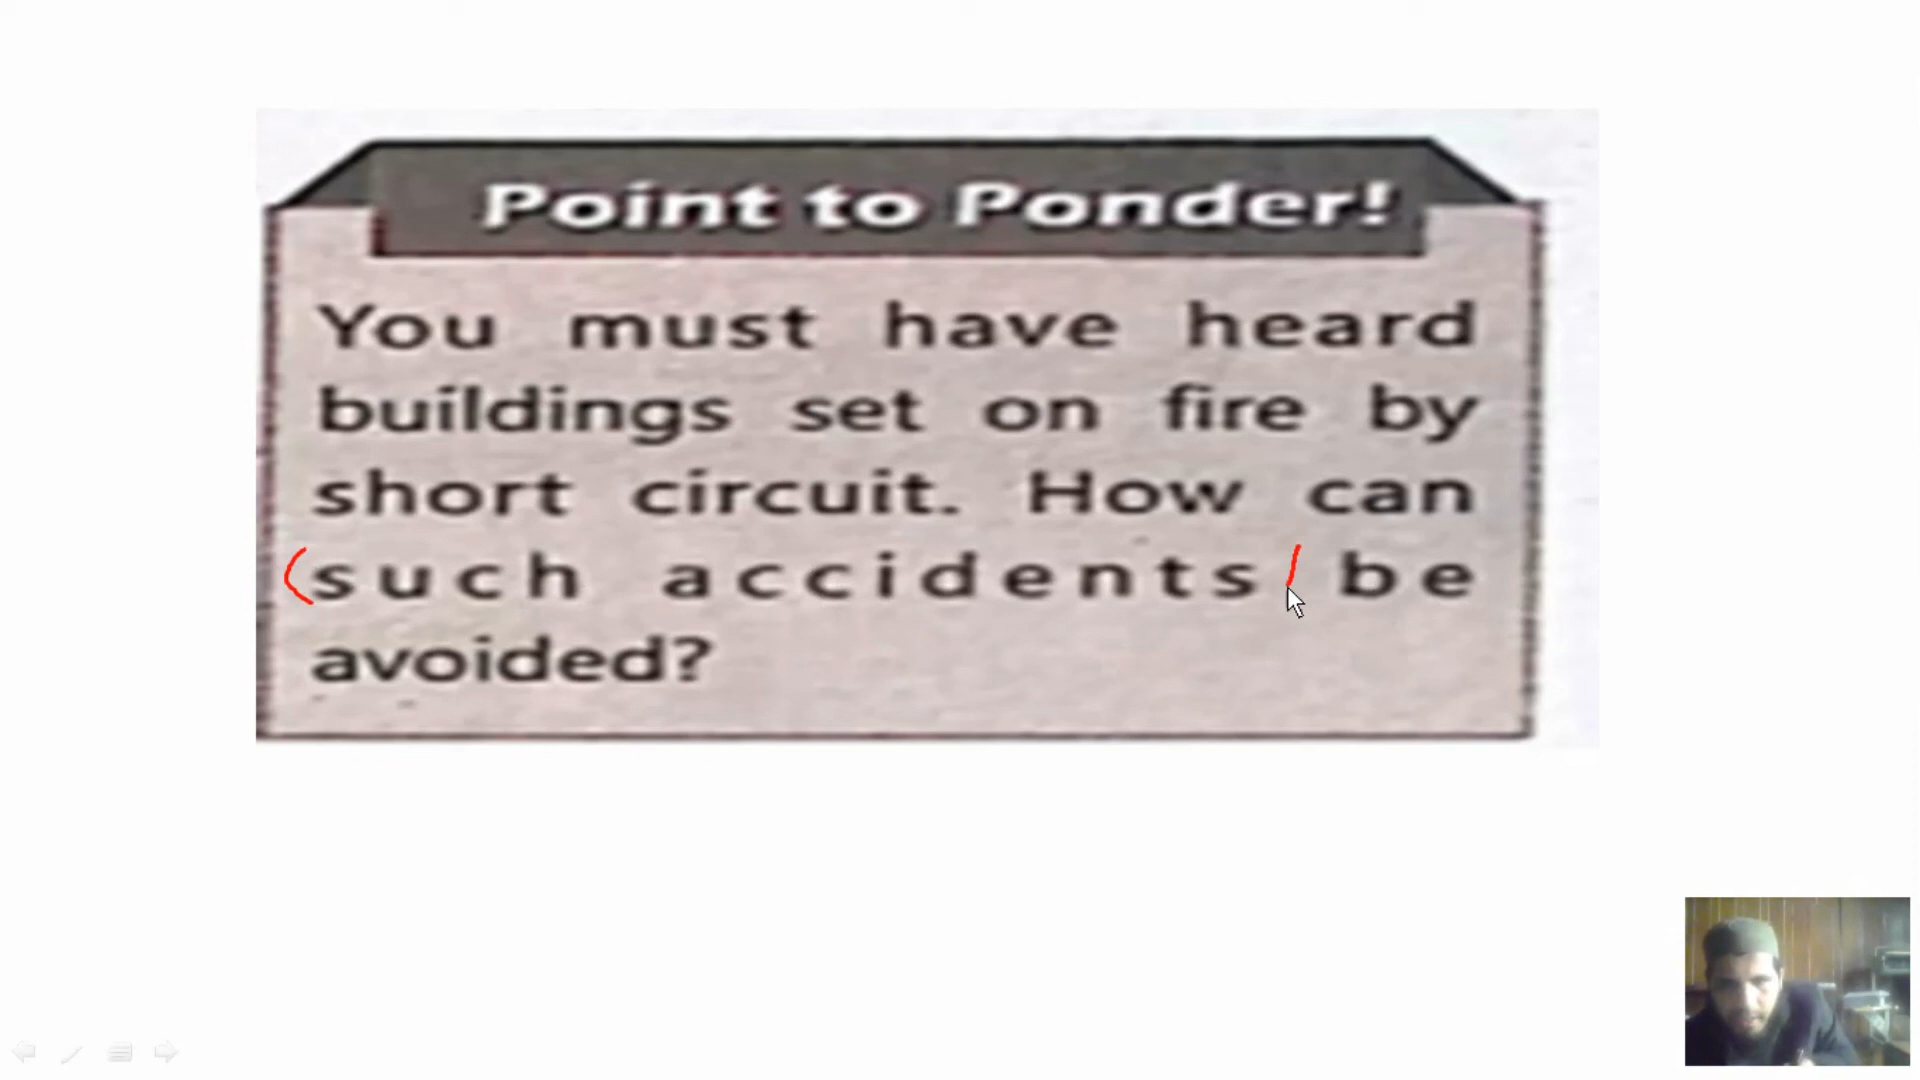 Point to Ponder!
You must have heard
buildings set on fire by
short circuit. How can
such accidents be
avoided?